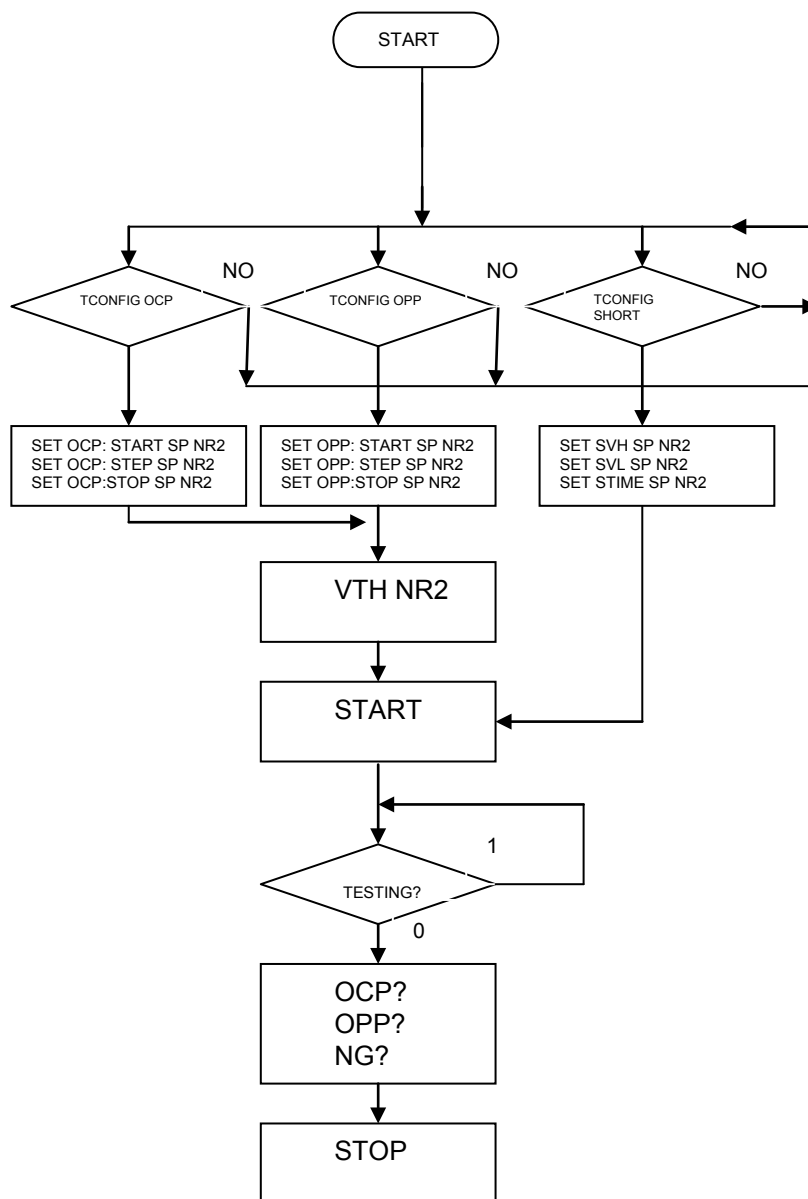 START
NO
NO
NO
TCONFIG OCP
TCONFIG OPP
TCONFIG
SHORT
SET OCP: START SP NR2
SET OCP: STEP SP NR2
SET OCP:STOP SP NR2
SET OPP: START SP NR2
SET OPP: STEP SP NR2
SET OPP:STOP SP NR2
SET SVH SP NR2
SET SVL SP NR2
SET STIME SP NR2
VTH NR2
START
1
TESTING?
0
OCP?
OPP?
NG?
STOP